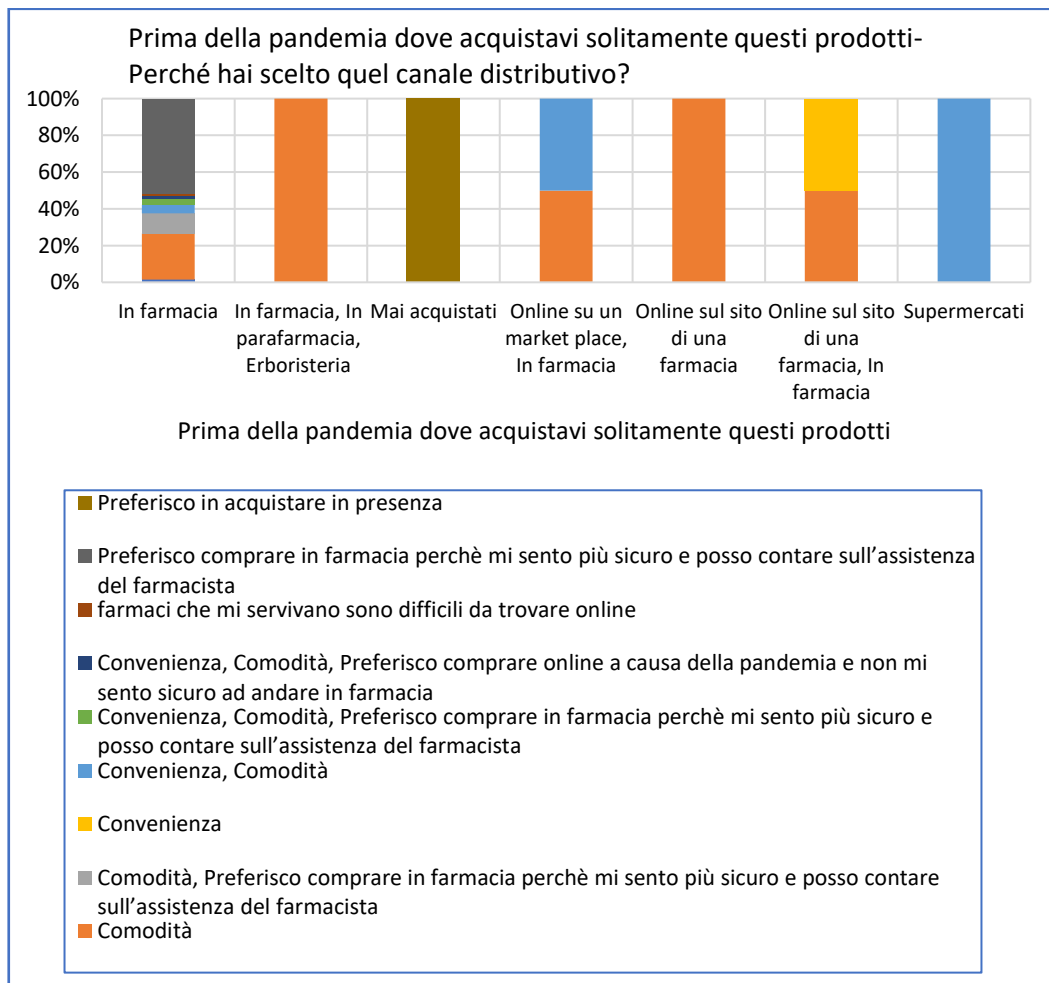 Prima della pandemia dove acquistavi solitamente questi prodotti-
Perché hai scelto quel canale distributivo?
100%
80%
60%
40%
20%
0%
In farmacia
In farmacia, In
parafarmacia,
Erboristeria
Mai acquistati
Online su un
market place,
In farmacia
Online sul sito
di una
farmacia
Online sul sito
di una
farmacia, In
farmacia
Supermercati
Prima della pandemia dove acquistavi solitamente questi prodotti
Preferisco in acquistare in presenza
Preferisco comprare in farmacia perchè mi sento più sicuro e posso contare sull’assistenza
del farmacista
farmaci che mi servivano sono difficili da trovare online
Convenienza, Comodità, Preferisco comprare online a causa della pandemia e non mi
sento sicuro ad andare in farmacia
Convenienza, Comodità, Preferisco comprare in farmacia perchè mi sento più sicuro e
posso contare sull’assistenza del farmacista
Convenienza, Comodità
Convenienza
Comodità, Preferisco comprare in farmacia perchè mi sento più sicuro e posso contare
sull’assistenza del farmacista
Comodità